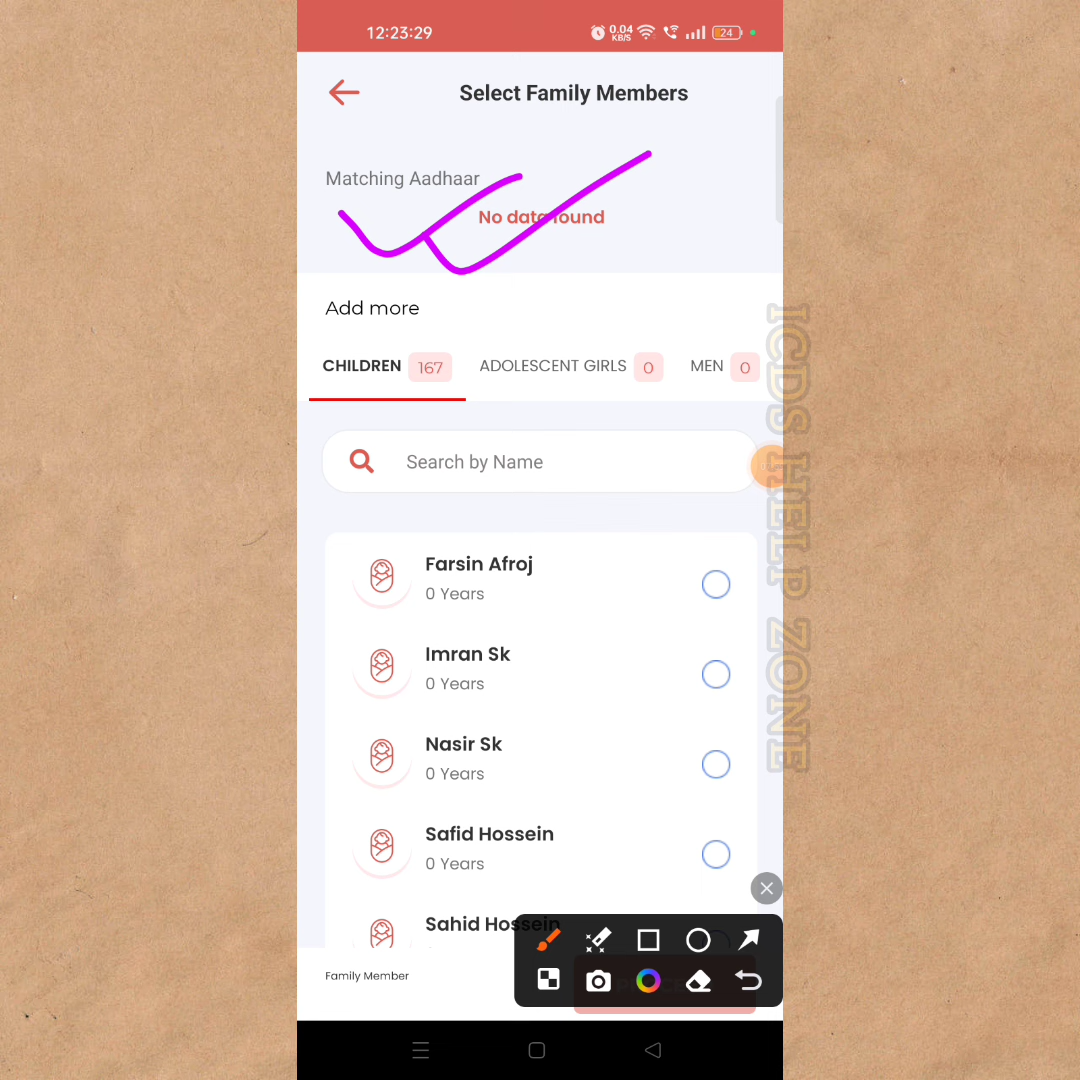 12:23:29
0.04
KB/S
24
Select Family Members
Matching Aadhaar
No data found
Add more
CHILDREN 167 ADOLESCENT GIRLS 0 MEN 0
Search by Name
Farsin Afroj
0 Years
Imran Sk
0 Years
Nasir Sk
0 Years
Safid Hossein
0 Years
Sahid Hossein
Family Member
ICDS HELP ZONE